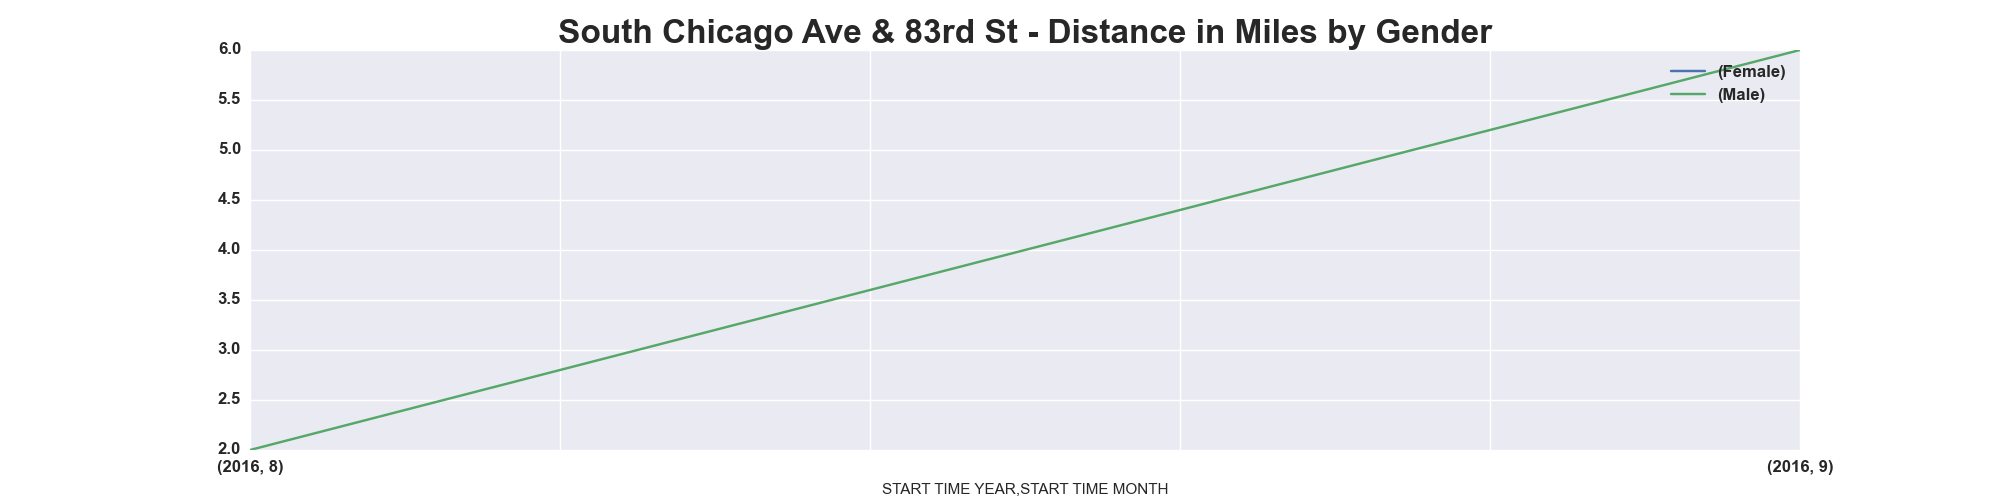 South Chicago Ave & 83rd St - Distance in Miles by Gender
6.0
5.5
5.0
4.5
4.0
3.5
3.0
2.5
2.0
(Female)
(Male)
(2016, 8)
(2016, 9)
START TIME YEAR,START TIME MONTH